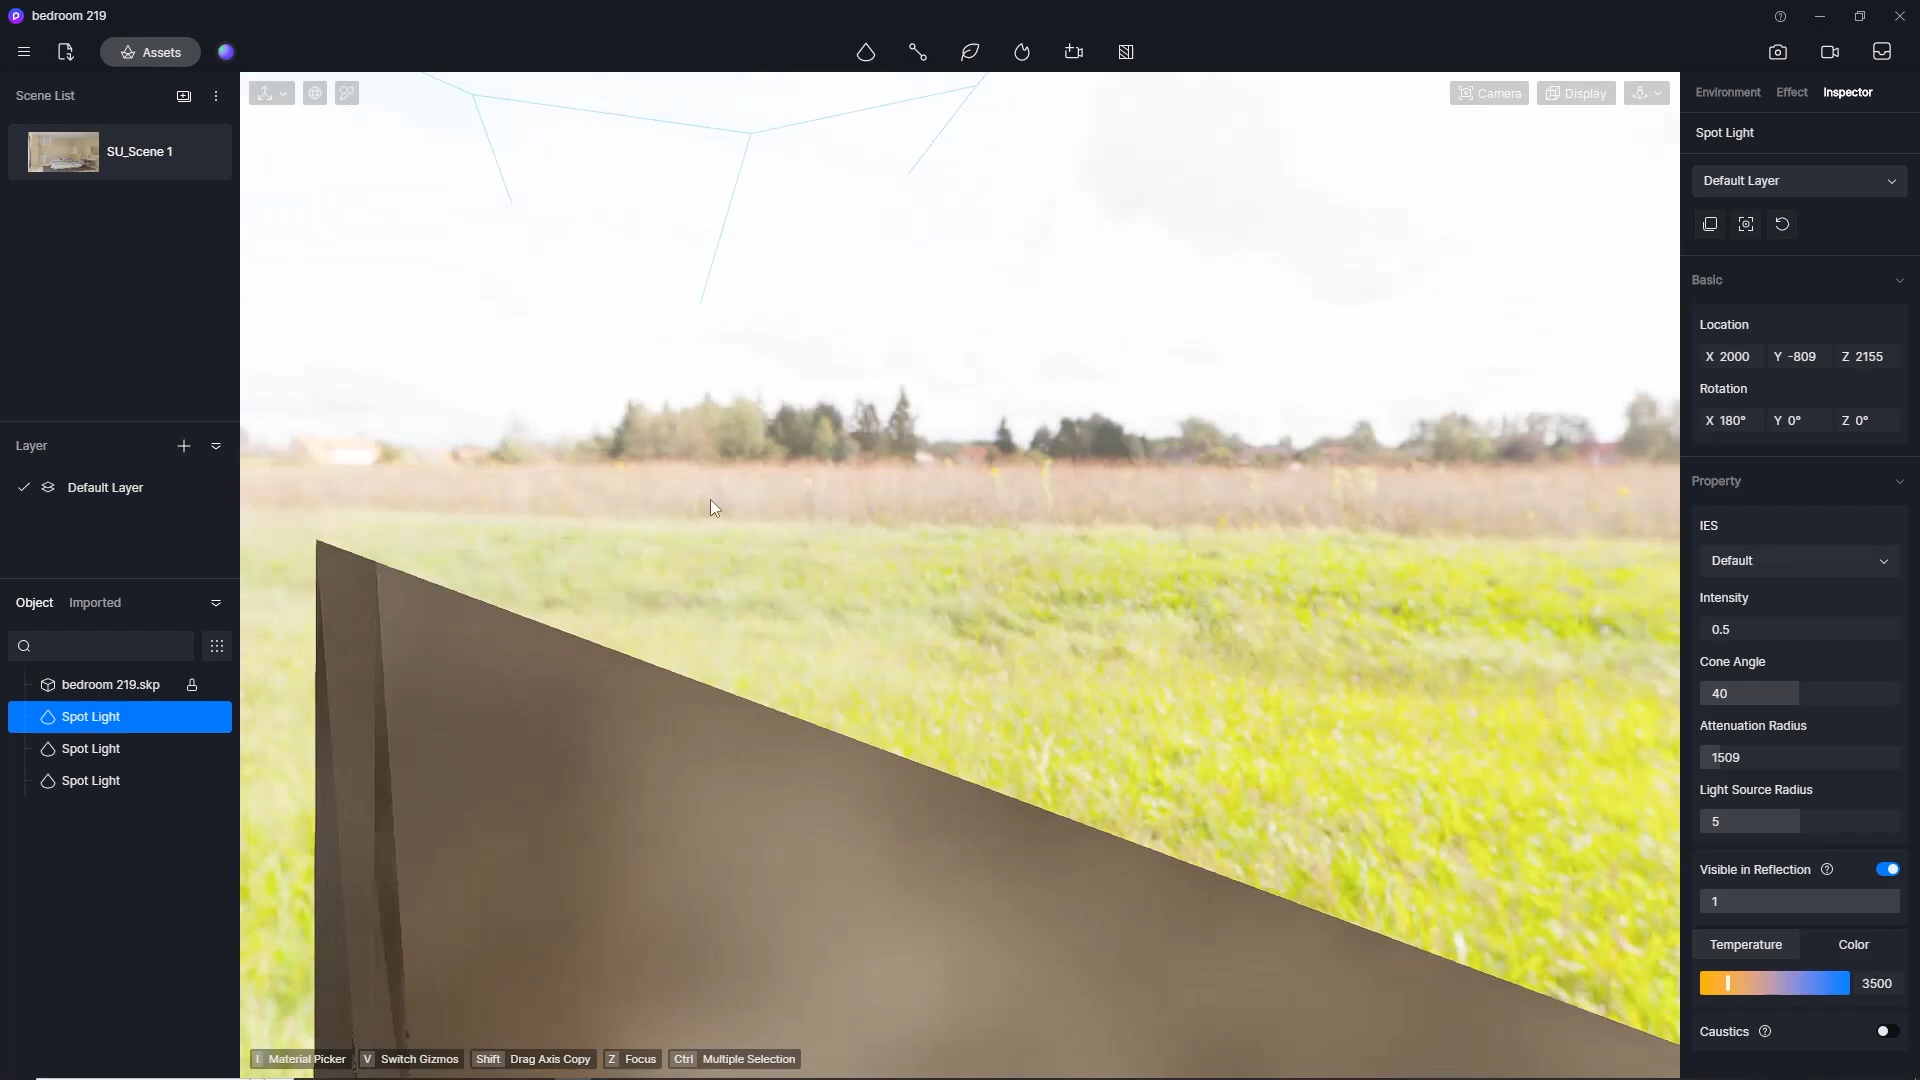 bedroom 219
Assets
Scene List
SU_Scene 1
Layer
Default Layer
Object Imported
bedroom 219.skp
Spot Light
Spot Light
Spot Light
Camera Display
I Material Picker V Switch Gizmos Shift Drag Axis Copy Z Focus Ctrl Multiple Selection
Environment Effect Inspector
Spot Light
Default Layer
Basic
Location
X 2000 Y -809 Z 2155
Rotation
X 180° Y 0° Z 0°
Property
IES
Default
Intensity
0.5
Cone Angle
40
Attenuation Radius
1509
Light Source Radius
5
Visible in Reflection
1
Temperature Color
3500
Caustics